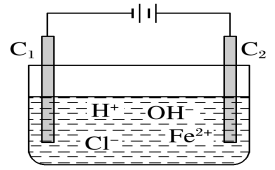 C₁ C₂
H⁺ OH⁻
Cl⁻ Fe²⁺